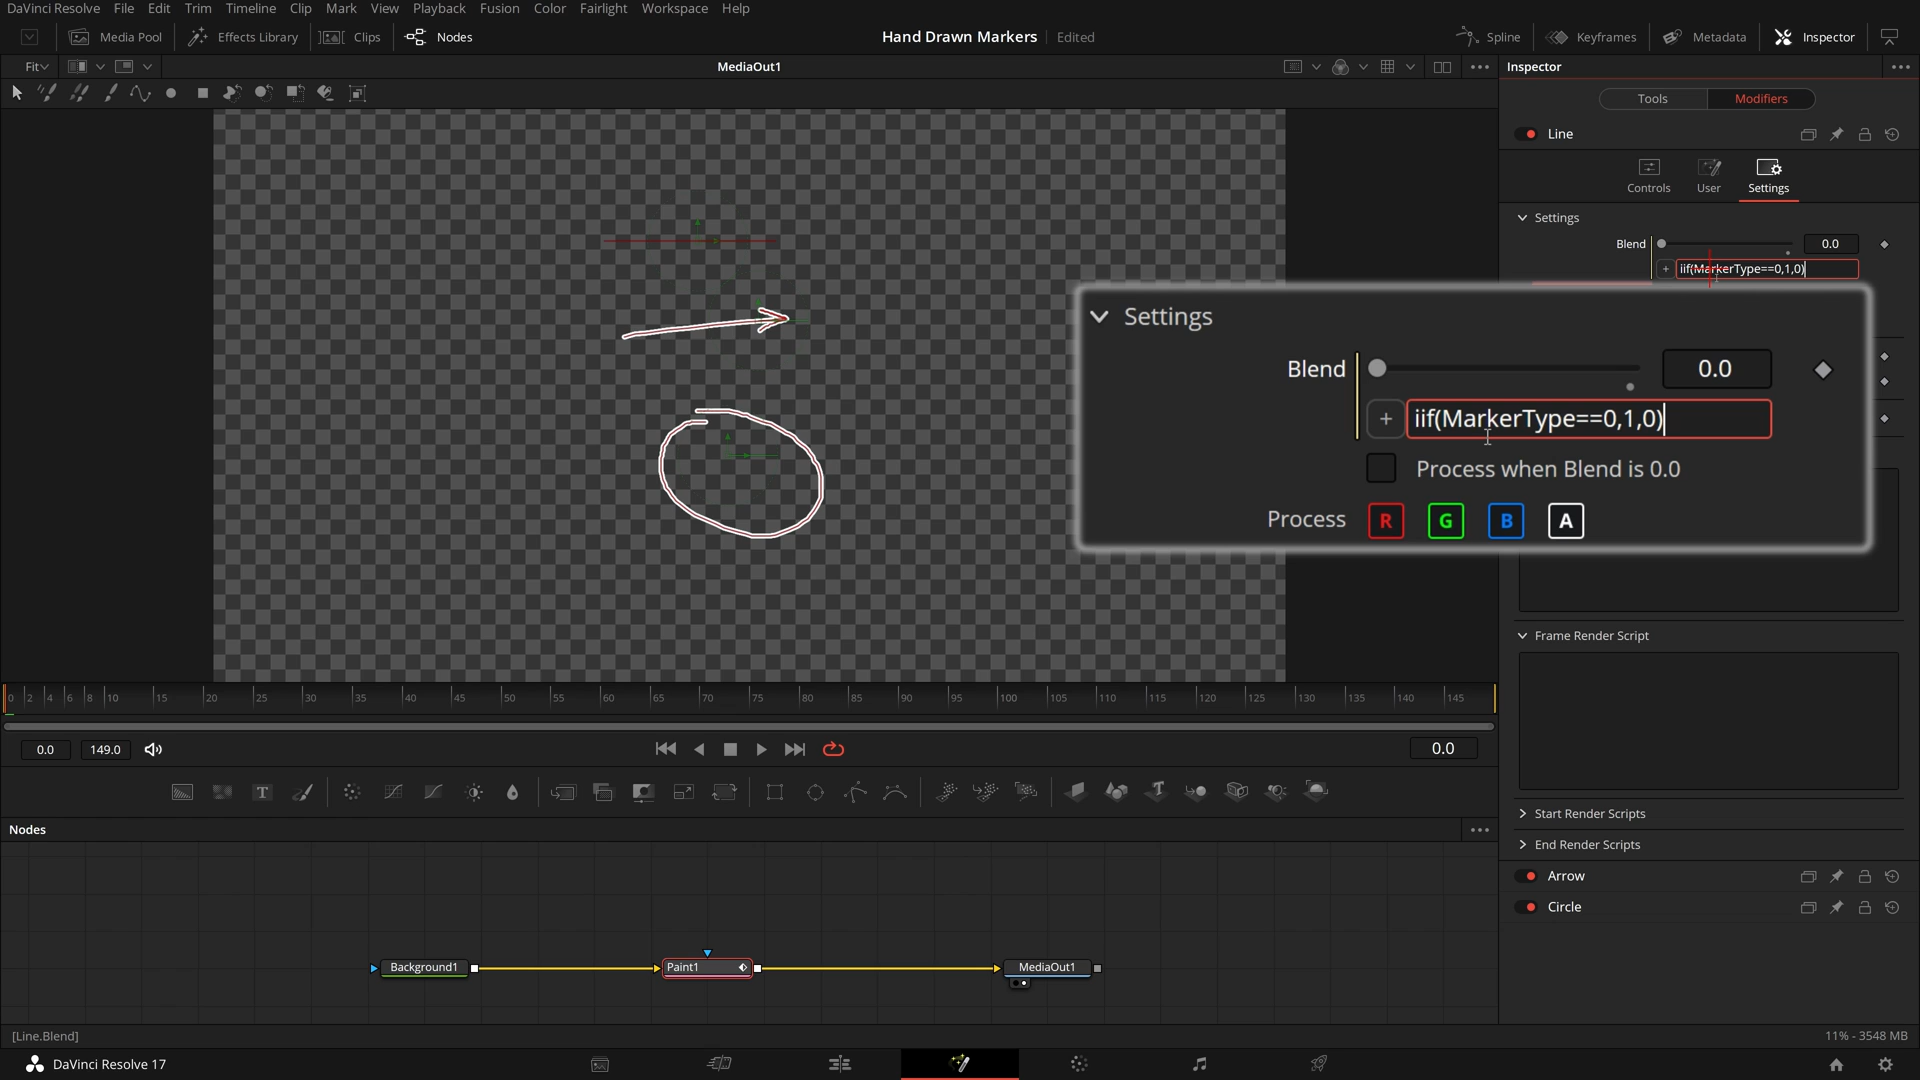 DaVinci Resolve File Edit Trim Timeline Clip Mark View Playback Fusion Color Fairlight Workspace Help
Media Pool Effects Library Clips Nodes Hand Drawn Markers Edited Spline Keyframes Metadata Inspector
Fit MediaOut1 Inspector
Tools Modifiers
Line
Controls User Settings
Settings
Blend 0.0
iif(MarkerType==0,1,0)
Settings
Blend 0.0
iif(MarkerType==0,1,0)
Process when Blend is 0.0
Process R G B A
Frame Render Script
0 2 4 6 8 10 15 20 25 30 35 40 45 50 55 60 65 70 75 80 85 90 95 100 105 110 115 120 125 130 135 140 145
0.0 149.0 0.0
T T
Nodes
Start Render Scripts
End Render Scripts
Arrow
Circle
Background1 Paint1 MediaOut1
[Line.Blend] 11% - 3548 MB
DaVinci Resolve 17